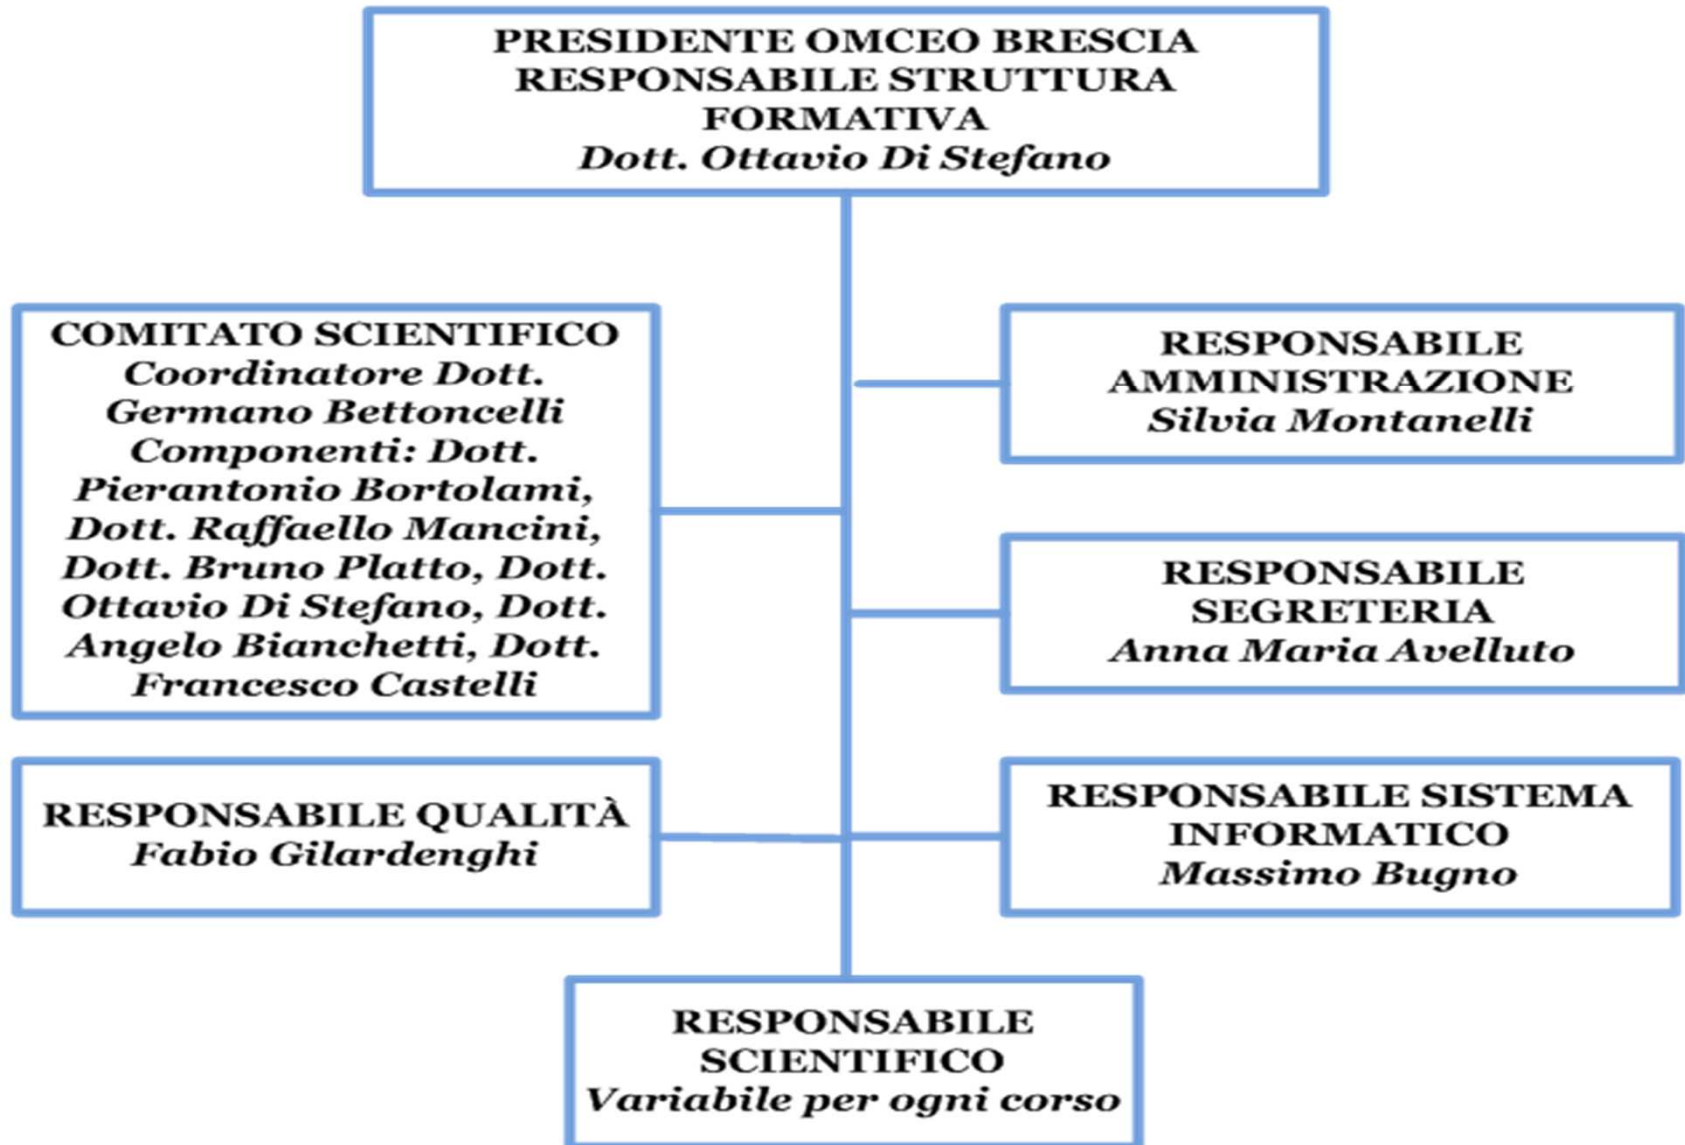 PRESIDENTE OMCEO BRESCIA
RESPONSABILE STRUTTURA
FORMATIVA
Dott. Ottavio Di Stefano
COMITATO SCIENTIFICO
Coordinatore Dott.
Germano Bettoncelli
Componenti: Dott.
Pierantonio Bortolami,
Dott. Raffaello Mancini,
Dott. Bruno Platto, Dott.
Ottavio Di Stefano, Dott.
Angelo Bianchetti, Dott.
Francesco Castelli
RESPONSABILE
AMMINISTRAZIONE
Silvia Montanelli
RESPONSABILE
SEGRETERIA
Anna Maria Avelluto
RESPONSABILE QUALITÀ
Fabio Gilardenghi
RESPONSABILE SISTEMA
INFORMATICO
Massimo Bugno
RESPONSABILE
SCIENTIFICO
Variabile per ogni corso